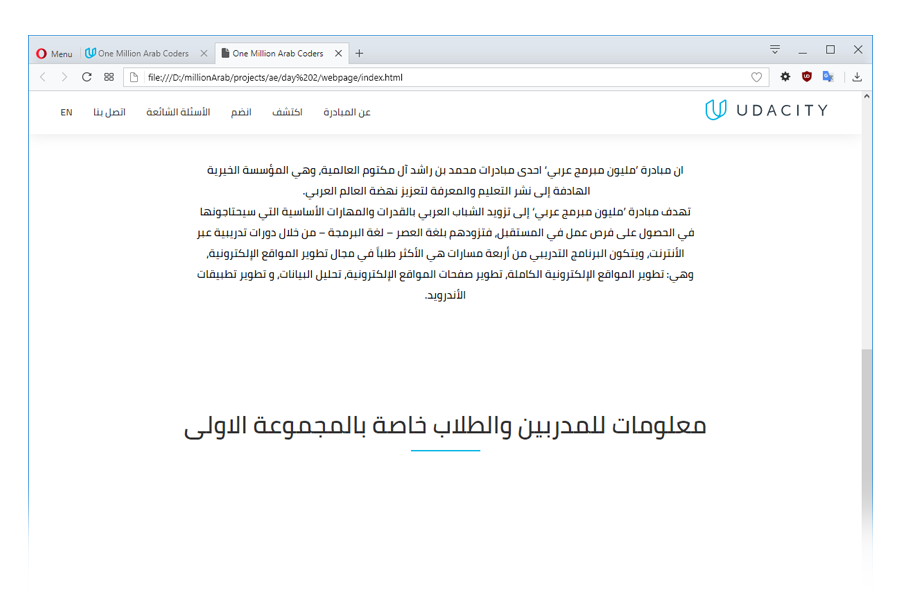 Menu
One Million Arab Coders
One Million Arab Coders
file:///D:/millionArab/projects/ae/day%202/webpage/index.html
UDACITY
عن المبادرة
اكتشف
انضم
الأسئلة الشائعة
اتصل بنا
EN
ان مبادرة ’مليون مبرمج عربي‘ احدى مبادرات محمد بن راشد آل مكتوم العالمية، وهي المؤسسة الخيرية
الهادفة إلى نشر التعليم والمعرفة لتعزيز نهضة العالم العربي.
تهدف مبادرة ’مليون مبرمج عربي‘ إلى تزويد الشباب العربي بالقدرات والمهارات الأساسية التي سيحتاجونها
في الحصول على فرص عمل في المستقبل، فتزودهم بلغة العصر – لغة البرمجة – من خلال دورات تدريبية عبر
الأنترنت، ويتكون البرنامج التدريبي من أربعة مسارات هي الأكثر طلباً في مجال تطوير المواقع الإلكترونية،
وهي: تطوير المواقع الإلكترونية الكاملة، تطوير صفحات المواقع الإلكترونية، تحليل البيانات، و تطوير تطبيقات
الأندرويد.
معلومات للمدربين والطلاب خاصة بالمجموعة الاولى